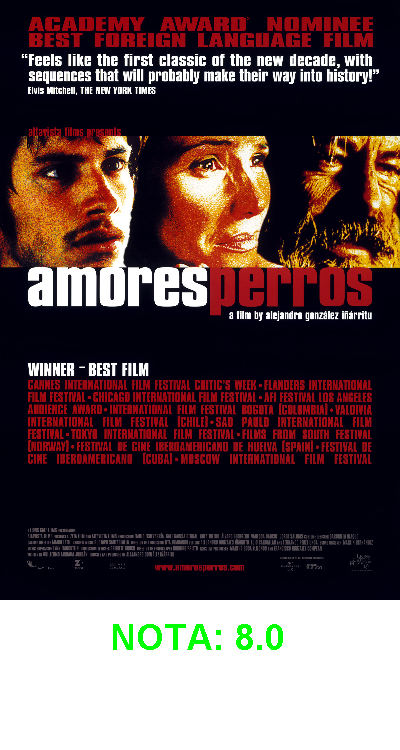 ACADEMY AWARD NOMINEE
BEST FOREIGN LANGUAGE FILM
“Feels like the first classic of the new decade, with
sequences that will probably make their way into history!”
Elvis Mitchell, THE NEW YORK TIMES
altavista films presents
amoresperros
a film by alejandro gonzález iñárritu
WINNER – BEST FILM
CANNES INTERNATIONAL FILM FESTIVAL CRITIC'S WEEK • FLANDERS INTERNATIONAL
FILM FESTIVAL • CHICAGO INTERNATIONAL FILM FESTIVAL • AFI FESTIVAL LOS ANGELES
AUDIENCE AWARD • INTERNATIONAL FILM FESTIVAL BOGOTA (COLOMBIA) • VALDIVIA
INTERNATIONAL FILM FESTIVAL (CHILE) • SAO PAULO INTERNATIONAL FILM
FESTIVAL • TOKYO INTERNATIONAL FILM FESTIVAL • FILMS FROM SOUTH FESTIVAL
(NORWAY) • FESTIVAL DE CINE IBEROAMERICANO DE HUELVA (SPAIN) • FESTIVAL DE
CINE IBEROAMERICANO (CUBA) • MOSCOW INTERNATIONAL FILM FESTIVAL
www.amoresperros.com
NOTA: 8.0